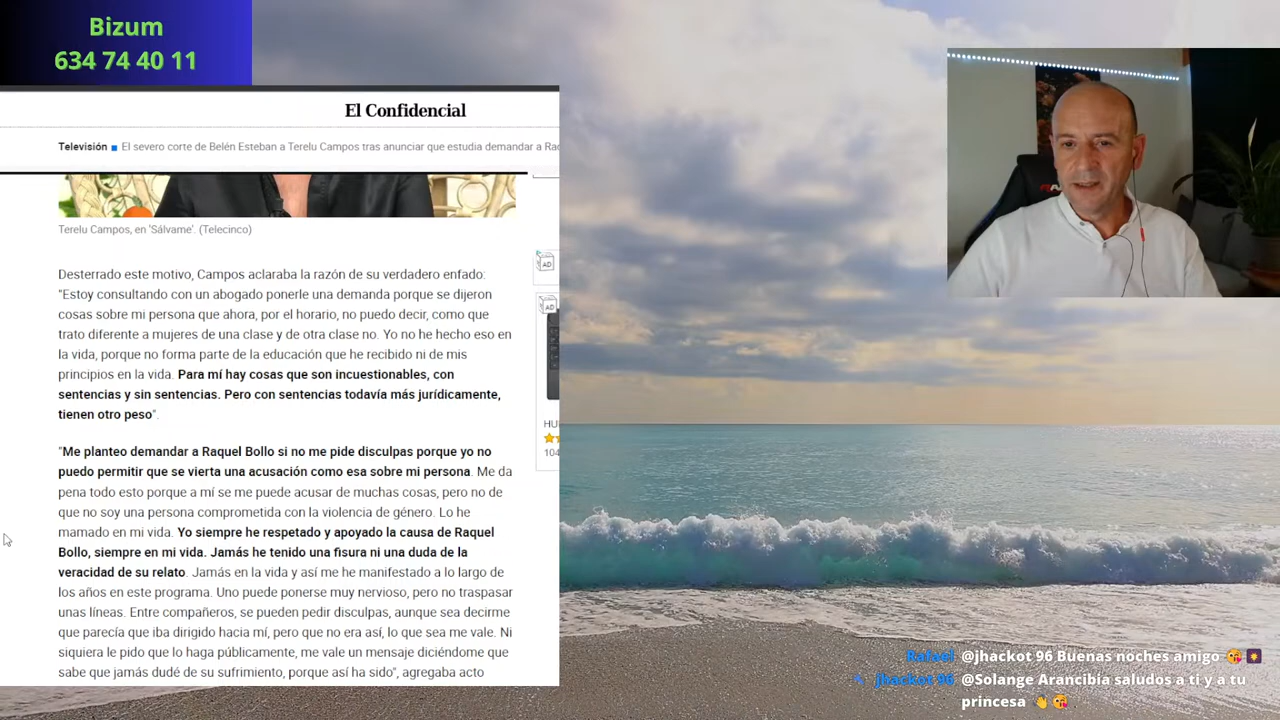 Bizum
634 74 40 11
El Confidencial
Televisión El severo corte de Belén Esteban a Terelu Campos tras anunciar que estudia demandar a
Terelu Campos, en 'Sálvame'. (Telecinco)
Desterrado este motivo, Campos aclaraba la razón de su verdadero enfado:
"Estoy consultando con un abogado ponerle una demanda porque se dijeron
cosas sobre mi persona que ahora, por el horario, no puedo decir, como que
trato diferente a mujeres de una clase y de otra clase no. Yo no he hecho eso en
la vida, porque no forma parte de la educación que he recibido ni de mis
principios en la vida. Para mí hay cosas que son incuestionables, con
sentencias y sin sentencias. Pero con sentencias todavía más jurídicamente,
tienen otro peso".
"Me planteo demandar a Raquel Bollo si no me pide disculpas porque yo no
puedo permitir que se vierta una acusación como esa sobre mi persona. Me da
pena todo esto porque a mí se me puede acusar de muchas cosas, pero no de
que no soy una persona comprometida con la violencia de género. Lo he
mamado en mi vida. Yo siempre he respetado y apoyado la causa de Raquel
Bollo, siempre en mi vida. Jamás he tenido una fisura ni una duda de la
veracidad de su relato. Jamás en la vida y así me he manifestado a lo largo de
los años en este programa. Uno puede ponerse muy nervioso, pero no traspasar
unas líneas. Entre compañeros, se pueden pedir disculpas, aunque sea decirme
que parecía que iba dirigido hacia mí, pero que no era así, lo que sea me vale. Ni
siquiera le pido que lo haga públicamente, me vale un mensaje diciéndome que
sabe que jamás dudé de su sufrimiento, porque así ha sido", agregaba acto
AD
AD
HU
104
Rafael @jhackot 96 Buenas noches amigo 😘
jhackot 96 @Solange Arancibia saludos a ti y a tu
princesa 👋😘